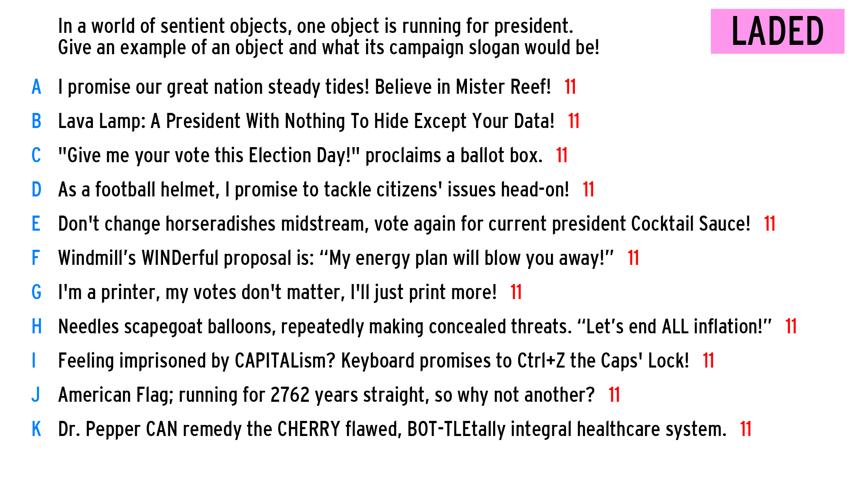 In a world of sentient objects, one object is running for president.
Give an example of an object and what its campaign slogan would be!
LADED
A I promise our great nation steady tides! Believe in Mister Reef! 11
B Lava Lamp: A President With Nothing To Hide Except Your Data! 11
C "Give me your vote this Election Day!" proclaims a ballot box. 11
D As a football helmet, I promise to tackle citizens' issues head-on! 11
E Don't change horseradishes midstream, vote again for current president Cocktail Sauce! 11
F Windmill’s WINDerful proposal is: “My energy plan will blow you away!” 11
G I'm a printer, my votes don't matter, I'll just print more! 11
H Needles scapegoat balloons, repeatedly making concealed threats. “Let’s end ALL inflation!” 11
I Feeling imprisoned by CAPITALism? Keyboard promises to Ctrl+Z the Caps' Lock! 11
J American Flag; running for 2762 years straight, so why not another? 11
K Dr. Pepper CAN remedy the CHERRY flawed, BOT-TLEtally integral healthcare system. 11